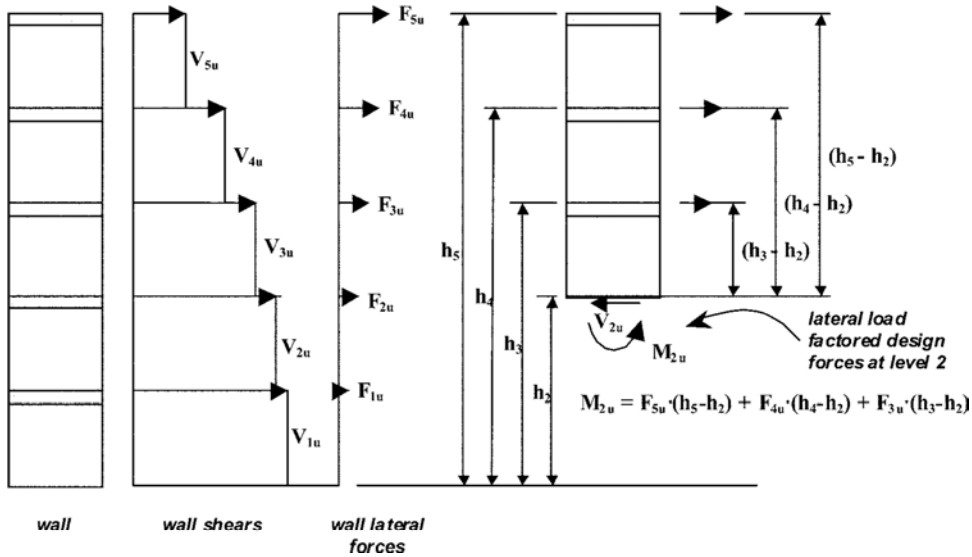 F5u
V5u
F4u
V4u
F3u
V3u
F2u
V2u
F1u
V1u
h5
h4
h3
h2
(h5 - h2)
(h4 - h2)
(h3 - h2)
V2u
M2u
lateral load
factored design
forces at level 2
M2u = F5u·(h5-h2) + F4u·(h4-h2) + F3u·(h3-h2)
wall
wall shears
wall lateral
forces